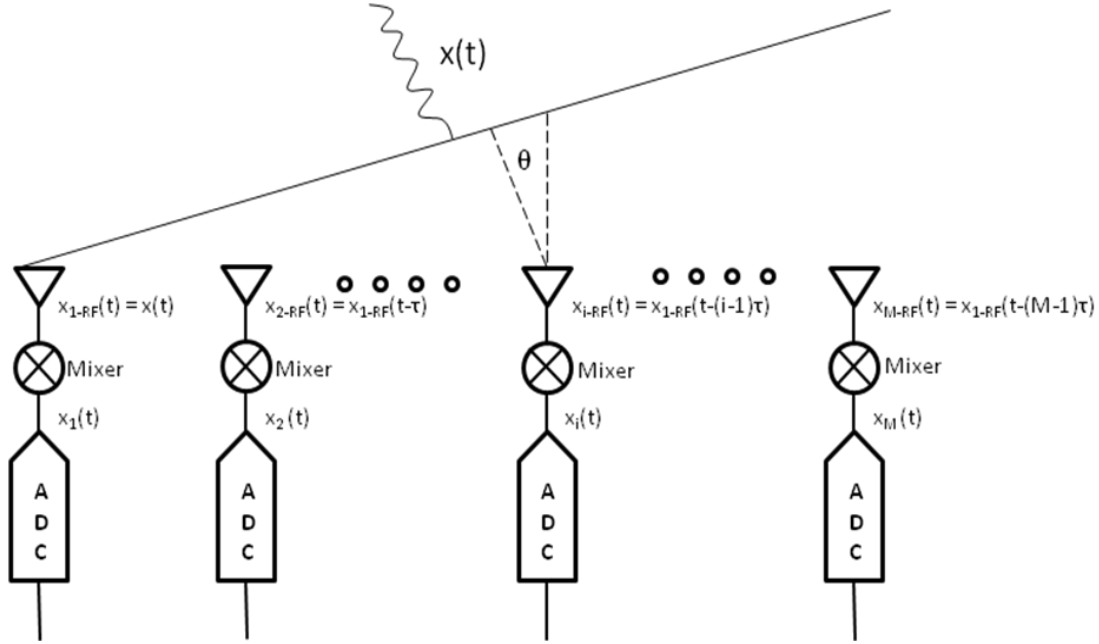 x(t)
θ
x1-RF(t) = x(t)
x2-RF(t) = x1-RF(t-τ)
xi-RF(t) = x1-RF(t-(i-1)τ)
xM-RF(t) = x1-RF(t-(M-1)τ)
Mixer
Mixer
Mixer
Mixer
x1(t)
x2(t)
xi(t)
xM(t)
A
D
C
A
D
C
A
D
C
A
D
C